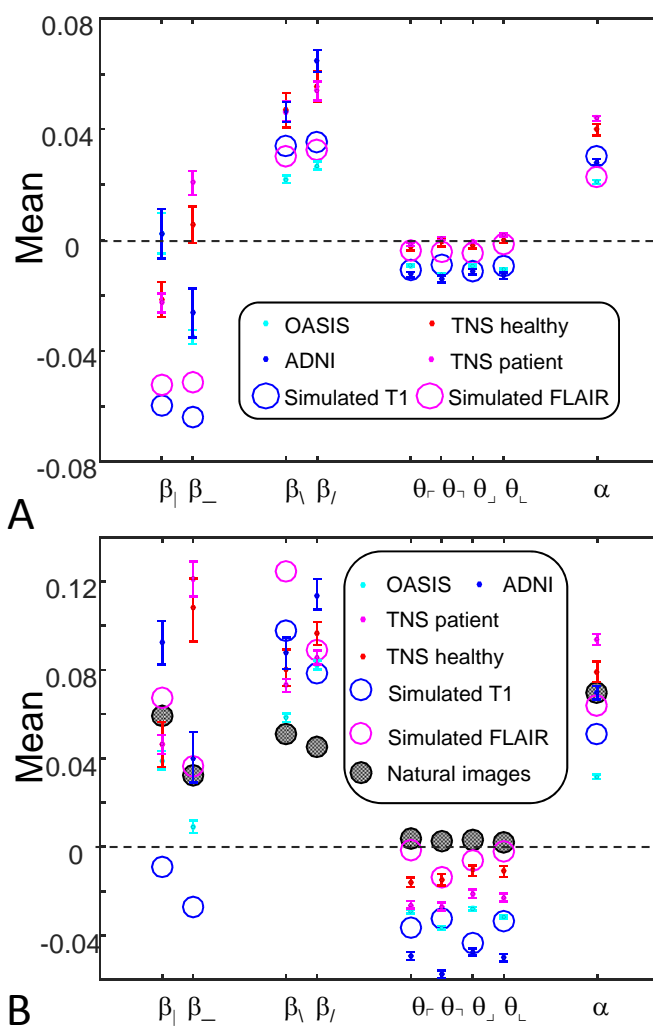 0.08
0.04
0
-0.04
-0.08
Mean
OASIS
TNS healthy
ADNI
TNS patient
Simulated T1
Simulated FLAIR
β| β_ β\ β/ θ⌜ θ⌝ θ⌟ θ⌞ α
A
0.12
0.08
0.04
0
-0.04
Mean
OASIS ADNI
TNS patient
TNS healthy
Simulated T1
Simulated FLAIR
Natural images
β| β_ β\ β/ θ⌜ θ⌝ θ⌟ θ⌞ α
B